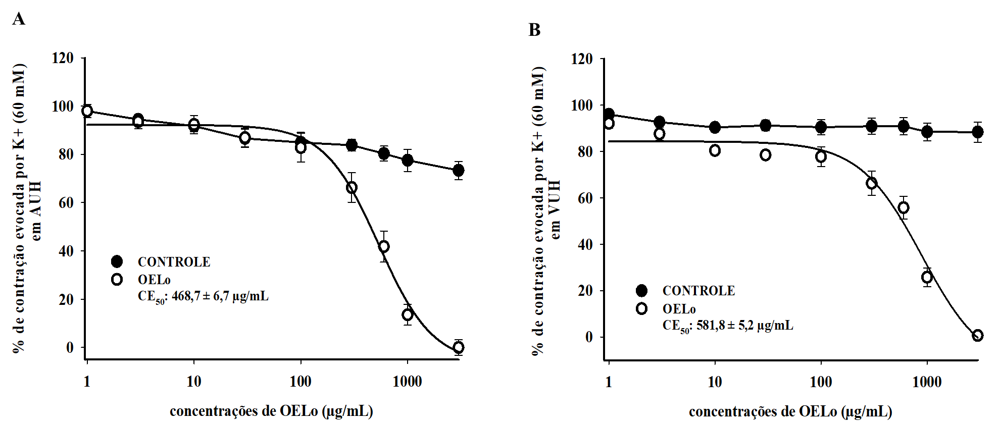 A
% de contração evocada por K+ (60 mM)
em AUH
120
100
80
60
40
20
0
CONTROLE
OELo
CE50: 468,7 ± 6,7 µg/mL
1
10
100
1000
concentrações de OELo (µg/mL)
B
% de contração evocada por K+ (60 mM)
em VUH
120
100
80
60
40
20
0
CONTROLE
OELo
CE50: 581,8 ± 5,2 µg/mL
1
10
100
1000
concentrações de OELo (µg/mL)